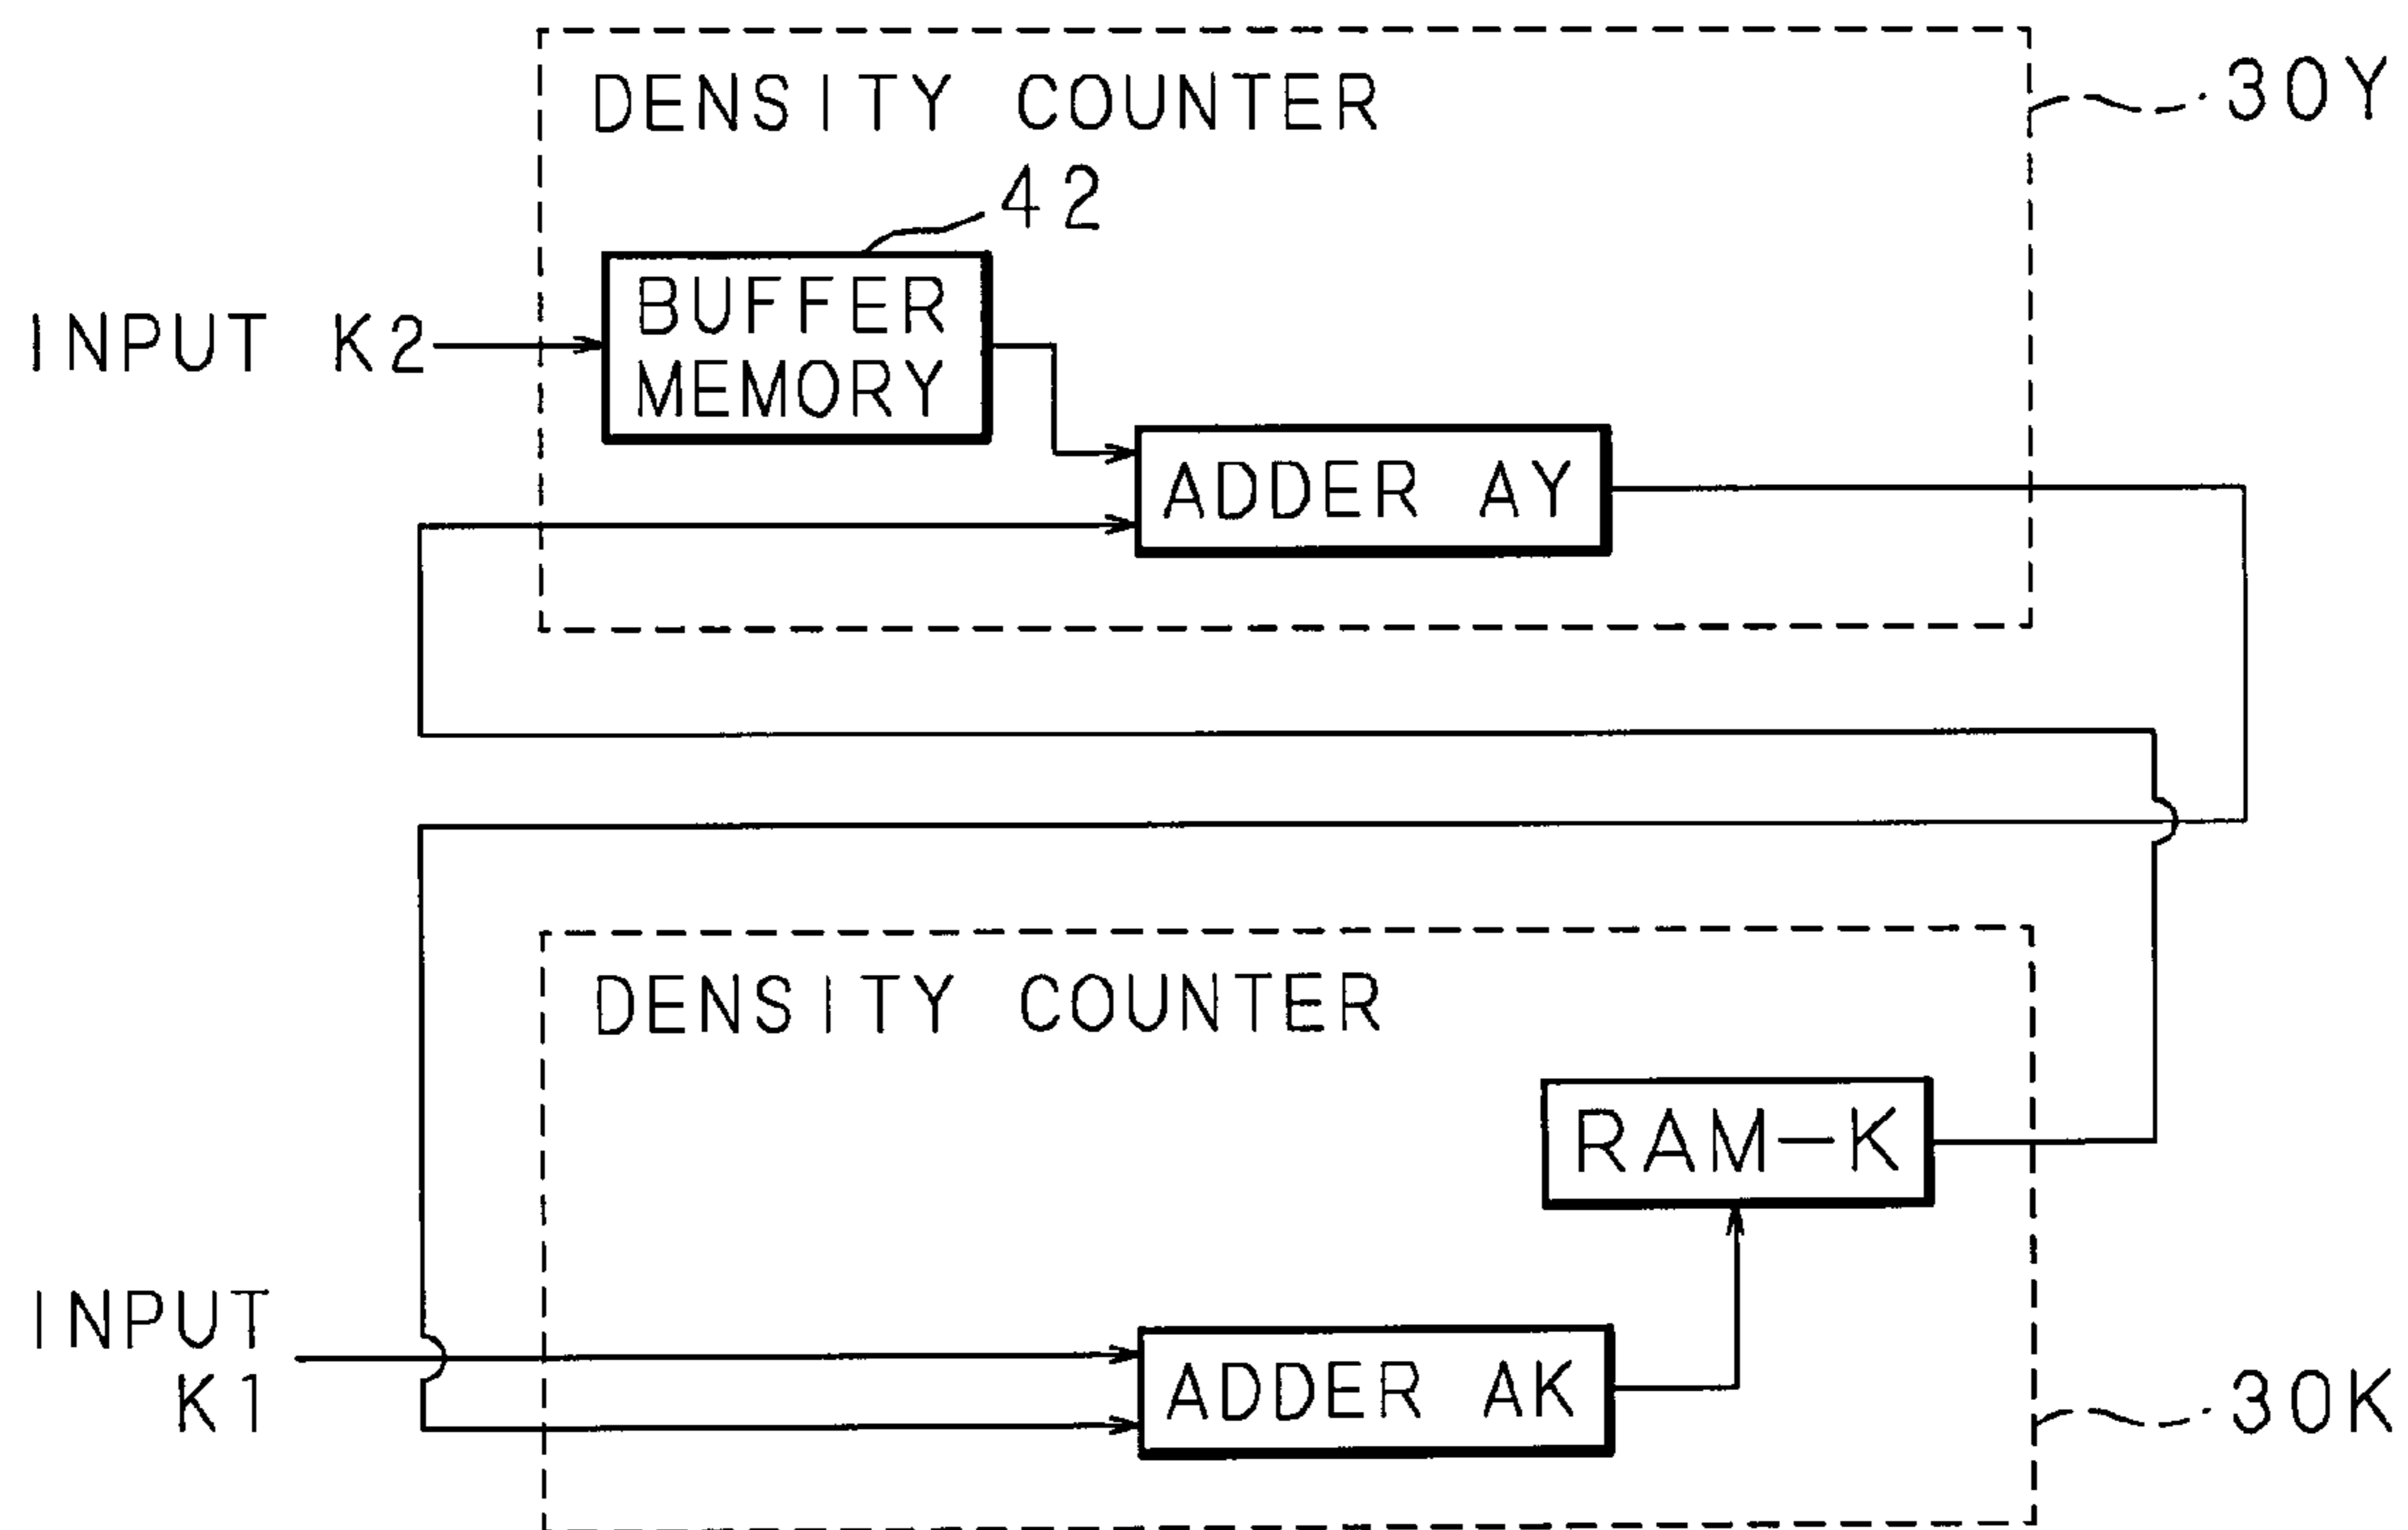 DENSITY COUNTER
30Y
42
INPUT K2
BUFFER
MEMORY
ADDER AY
DENSITY COUNTER
RAM-K
INPUT
K1
ADDER AK
30K